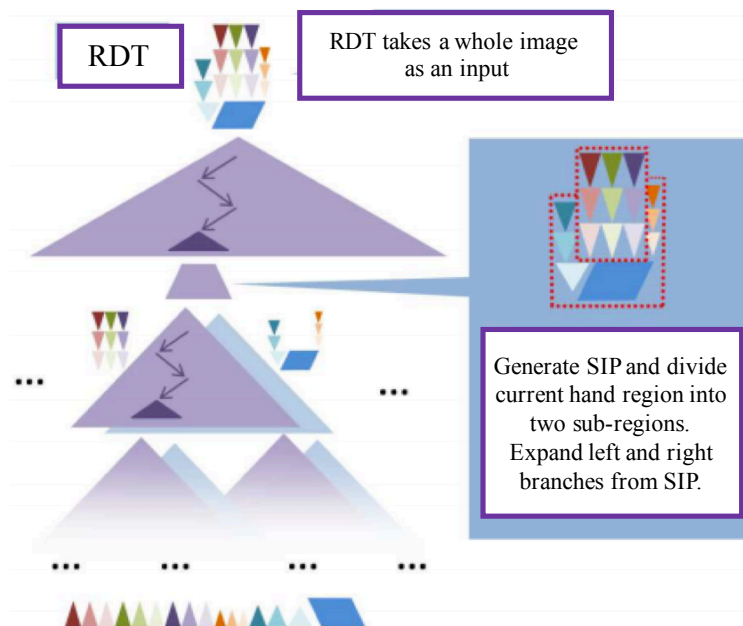 RDT
RDT takes a whole image
as an input
Generate SIP and divide
current hand region into
two sub-regions.
Expand left and right
branches from SIP.